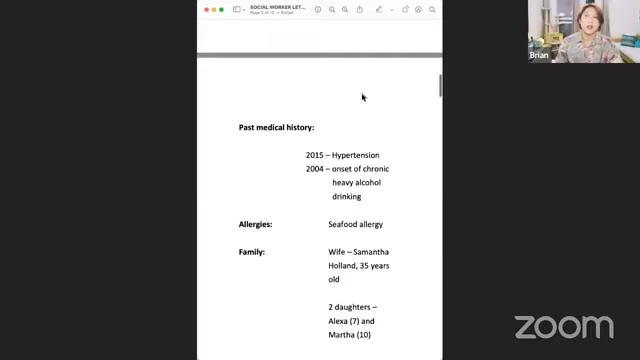 SOCIAL WORKER LET...
Page 5 of 10 — Edited
Brian
Past medical history:
2015 – Hypertension
2004 – onset of chronic
heavy alcohol
drinking
Allergies: Seafood allergy
Family: Wife – Samantha
Holland, 35 years
old
2 daughters –
Alexa (7) and
Martha (10)
zoom